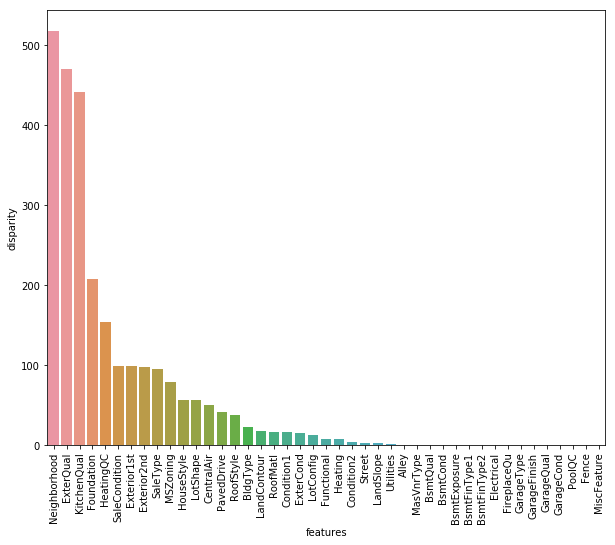 500
400
300
200
100
0
disparity
Neighborhood
ExterQual
KitchenQual
Foundation
HeatingQC
SaleCondition
Exterior1st
Exterior2nd
SaleType
MSZoning
HouseStyle
LotShape
CentralAir
PavedDrive
RoofStyle
BldgType
LandContour
RoofMatl
Condition1
ExterCond
LotConfig
Functional
Heating
Condition2
Street
LandSlope
Utilities
Alley
MasVnrType
BsmtQual
BsmtCond
BsmtExposure
BsmtFinType1
BsmtFinType2
Electrical
FireplaceQu
GarageType
GarageFinish
GarageQual
GarageCond
PoolQC
Fence
MiscFeature
features